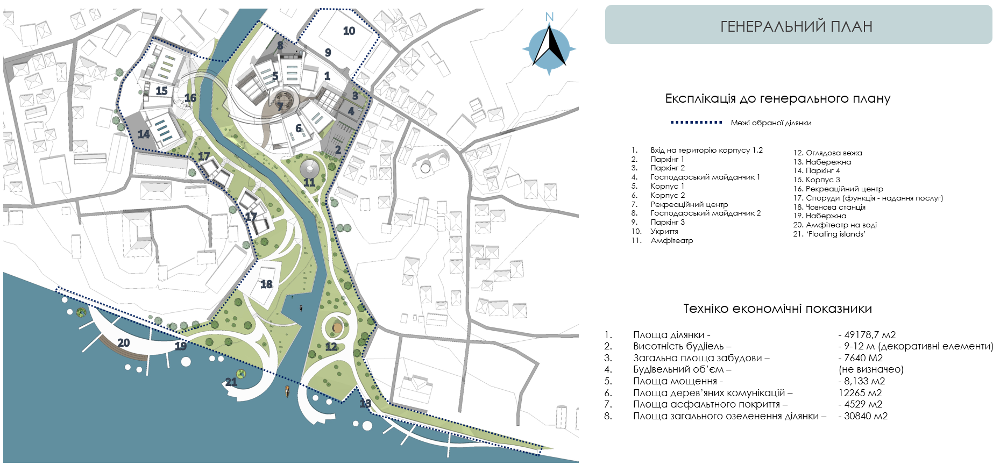 ГЕНЕРАЛЬНИЙ ПЛАН
N
Експлікація до генерального плану
Межі обраної ділянки
1. Вхід на територію корпусу 1,2
2. Паркінг 1
3. Паркінг 2
4. Господарський майданчик 1
5. Корпус 1
6. Корпус 2
7. Рекреаційний центр
8. Господарський майданчик 2
9. Паркінг 3
10. Укриття
11. Амфітеатр
12. Оглядова вежа
13. Набережна
14. Паркінг 4
15. Корпус 3
16. Рекреаційний центр
17. Споруди (функція - надання послуг)
18. Човнова станція
19. Набержна
20. Амфітеатр на воді
21. ‘Floating islands’
Техніко економічні показники
1. Площа ділянки - - 49178,7 м2
2. Висотність будііель – - 9-12 м (декоративні елементи)
3. Загальна площа забудови – - 7640 М2
4. Будівельний об’єм – (не визначео)
5. Площа мощення - - 8,133 м2
6. Площа дерев’яних комунікацій – 12265 м2
7. Площа асфальтного покриття – - 4529 м2
8. Площа загального озеленення ділянки – - 30840 м2
10
8
9
5
1
15
16
3
7
4
6
14
2
17
11
17
18
20
19
12
21
13